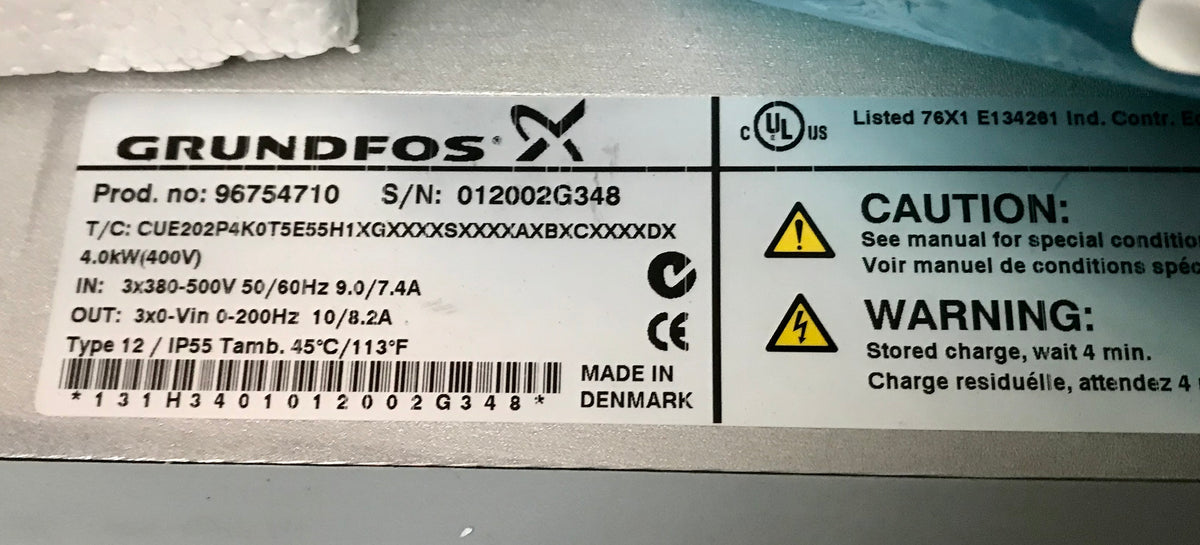 GRUNDFOS
Prod. no: 96754710 S/N: 012002G348
T/C: CUE202P4K0T5E55H1XGXXXXSXXXXAXBXCXXXXDX
4.0kW(400V)
IN: 3x380-500V 50/60Hz 9.0/7.4A
OUT: 3x0-Vin 0-200Hz 10/8.2A
Type 12 / IP55 Tamb. 45°C/113°F
*131H3401012002G348*
CE
MADE IN
DENMARK
C UL US Listed 76X1 E134261 Ind. Contr.
CAUTION:
See manual for special
Voir manuel de conditions
WARNING:
Stored charge, wait 4 min.
Charge residuélle, attendez 4